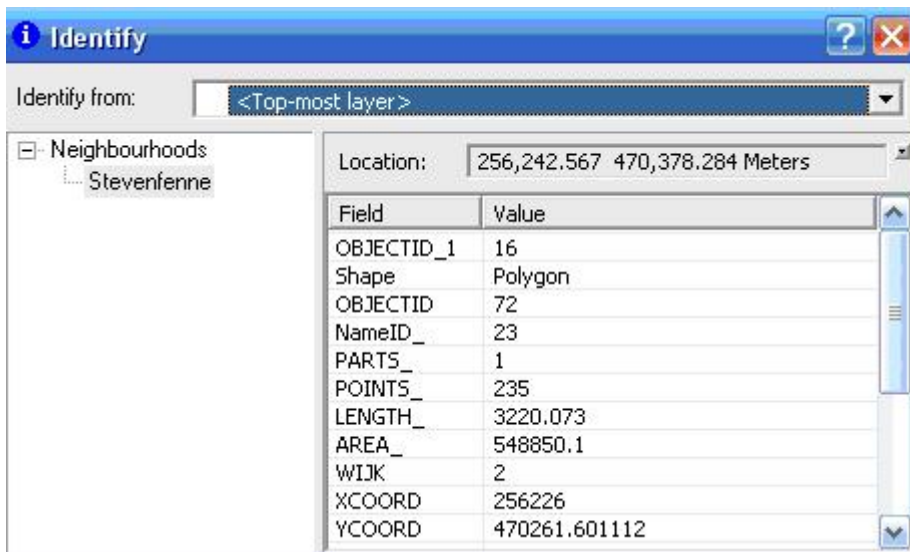 Identify
Identify from: <Top-most layer>
Neighbourhoods
Stevenfenne
Location: 256,242.567 470,378.284 Meters
Field Value
OBJECTID_1 16
Shape Polygon
OBJECTID 72
NameID_ 23
PARTS_ 1
POINTS_ 235
LENGTH_ 3220.073
AREA_ 548850.1
WIJK 2
XCOORD 256226
YCOORD 470261.601112